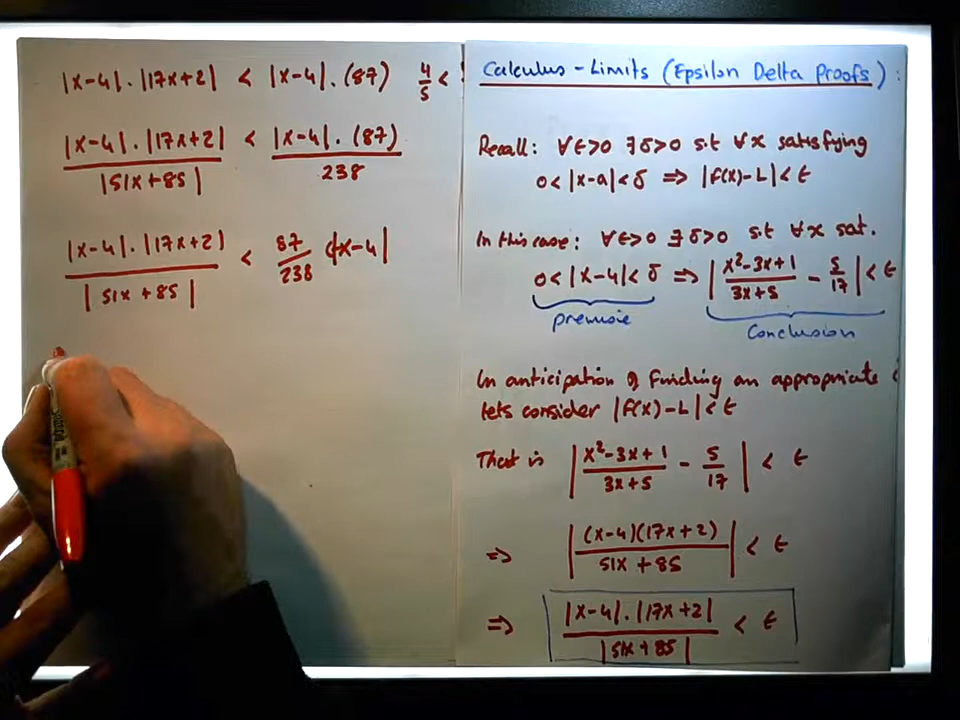 |x-4|.|17x+2| < |x-4|.(87) 4/5 <
|x-4|.|17x+2| / |51x+85| < |x-4|.(87) / 238
|x-4|.|17x+2| / |51x+85| < 87/238 |x-4|
Calculus - Limits (Epsilon Delta Proofs):
Recall: ∀ε>0 ∃δ>0 s.t ∀x satisfying
0<|x-a|<δ ⇒ |f(x)-L|<ε
In this case: ∀ε>0 ∃δ>0 s.t ∀x sat.
0<|x-4|<δ ⇒ |x²-3x+1 / 3x+5 - 5/17| < ε
premise
Conclusion
In anticipation of finding an appropriate
lets consider |f(x)-L|<ε
That is |x²-3x+1 / 3x+5 - 5/17| < ε
⇒ |(x-4)(17x+2) / 51x+85| < ε
⇒ |x-4|.|17x+2| / |51x+85| < ε